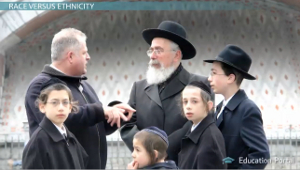 RACE VERSUS ETHNICITY
Education Portal